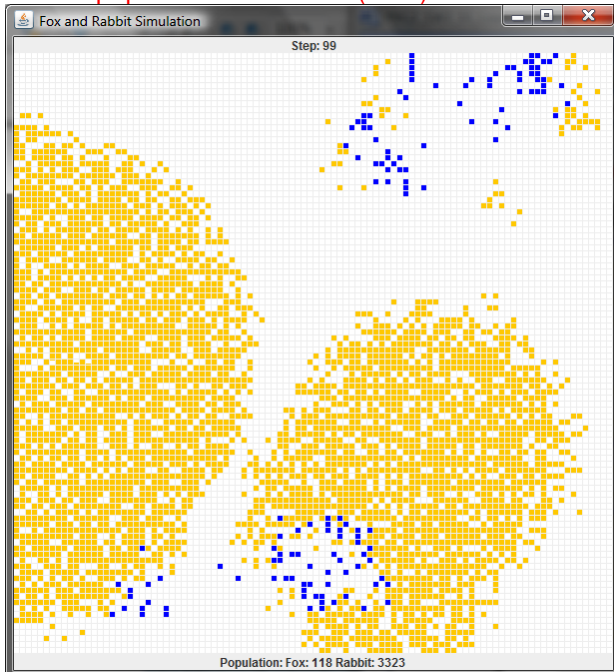 Fox and Rabbit Simulation
Step: 99
Population: Fox: 118 Rabbit: 3323